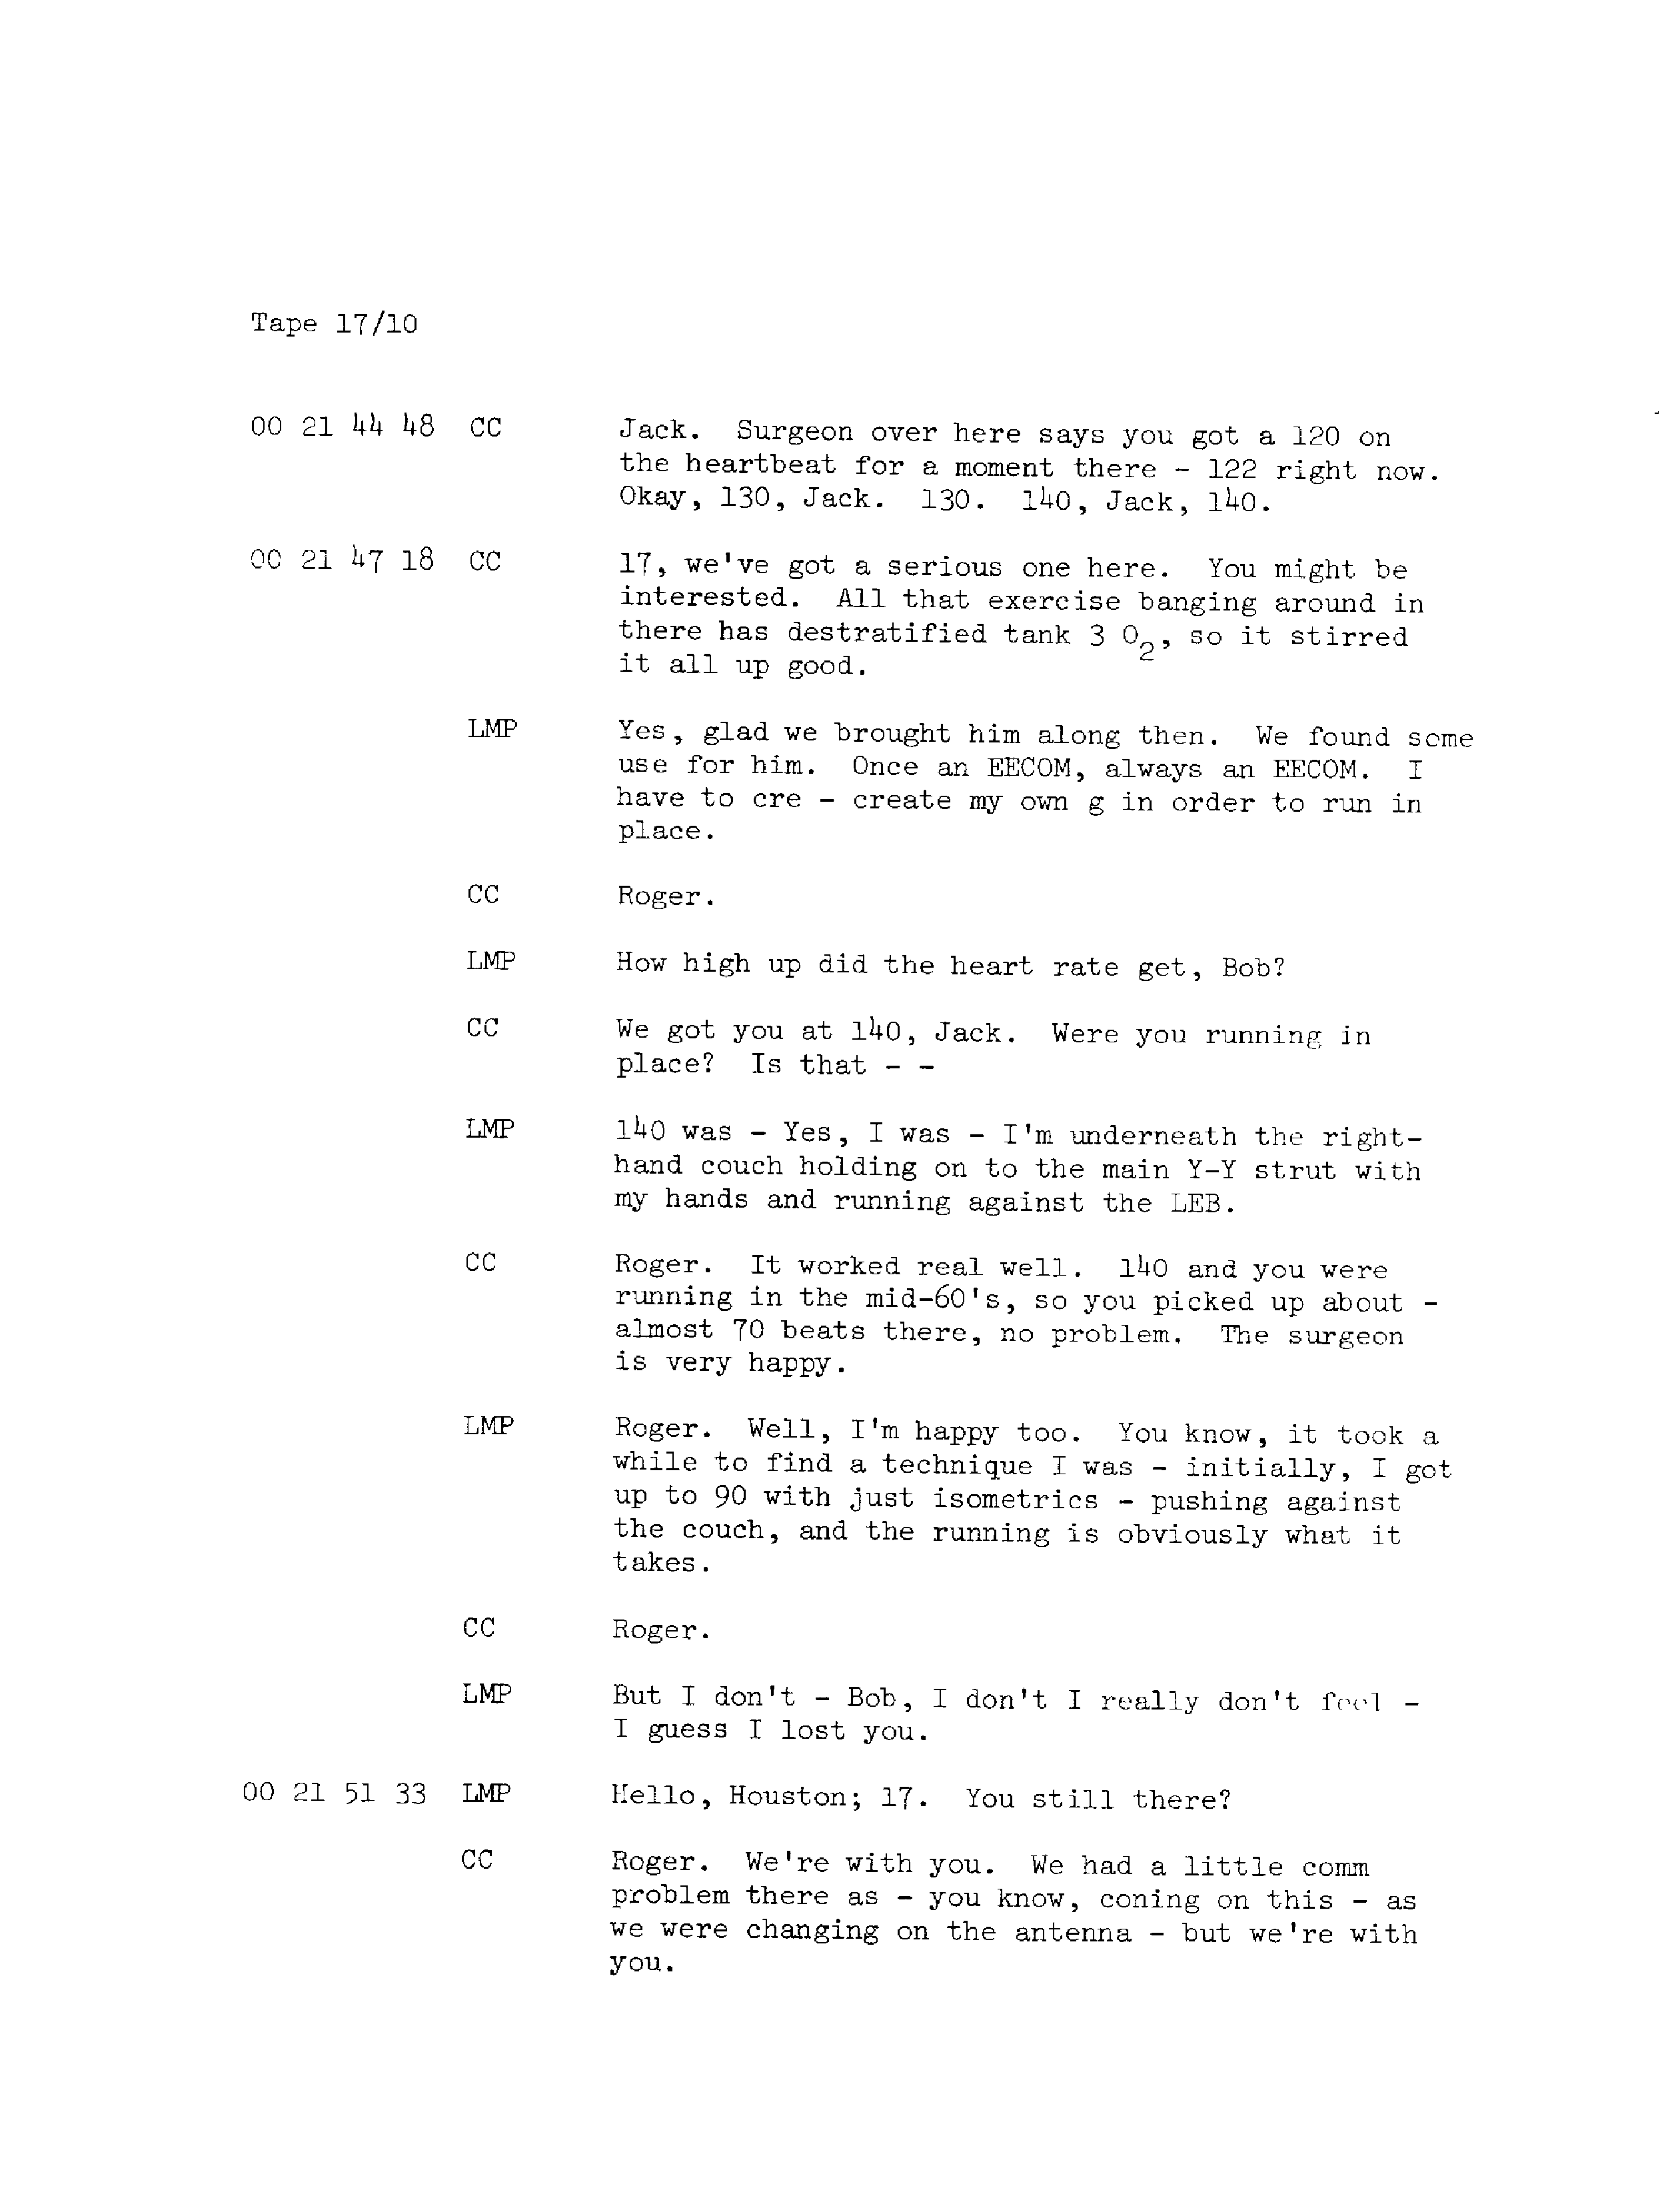 Tape 17/10
00 21 44 48 CC Jack. Surgeon over here says you got a 120 on
the heartbeat for a moment there - 122 right now.
Okay, 130, Jack. 130. 140, Jack, 140.
00 21 47 18 CC 17, we've got a serious one here. You might be
interested. All that exercise banging around in
there has destratified tank 3 O2, so it stirred
it all up good.
LMP Yes, glad we brought him along then. We found some
use for him. Once an EECOM, always an EECOM. I
have to cre - create my own g in order to run in
place.
CC Roger.
LMP How high up did the heart rate get, Bob?
CC We got you at 140, Jack. Were you running in
place? Is that - -
LMP 140 was - Yes, I was - I'm underneath the right-
hand couch holding on to the main Y-Y strut with
my hands and running against the LEB.
CC Roger. It worked real well. 140 and you were
running in the mid-60's, so you picked up about -
almost 70 beats there, no problem. The surgeon
is very happy.
LMP Roger. Well, I'm happy too. You know, it took a
while to find a technique I was - initially, I got
up to 90 with just isometrics - pushing against
the couch, and the running is obviously what it
takes.
CC Roger.
LMP But I don't - Bob, I don't I really don't feel -
I guess I lost you.
00 21 51 33 LMP Hello, Houston; 17. You still there?
CC Roger. We're with you. We had a little comm
problem there as - you know, coning on this - as
we were changing on the antenna - but we're with
you.